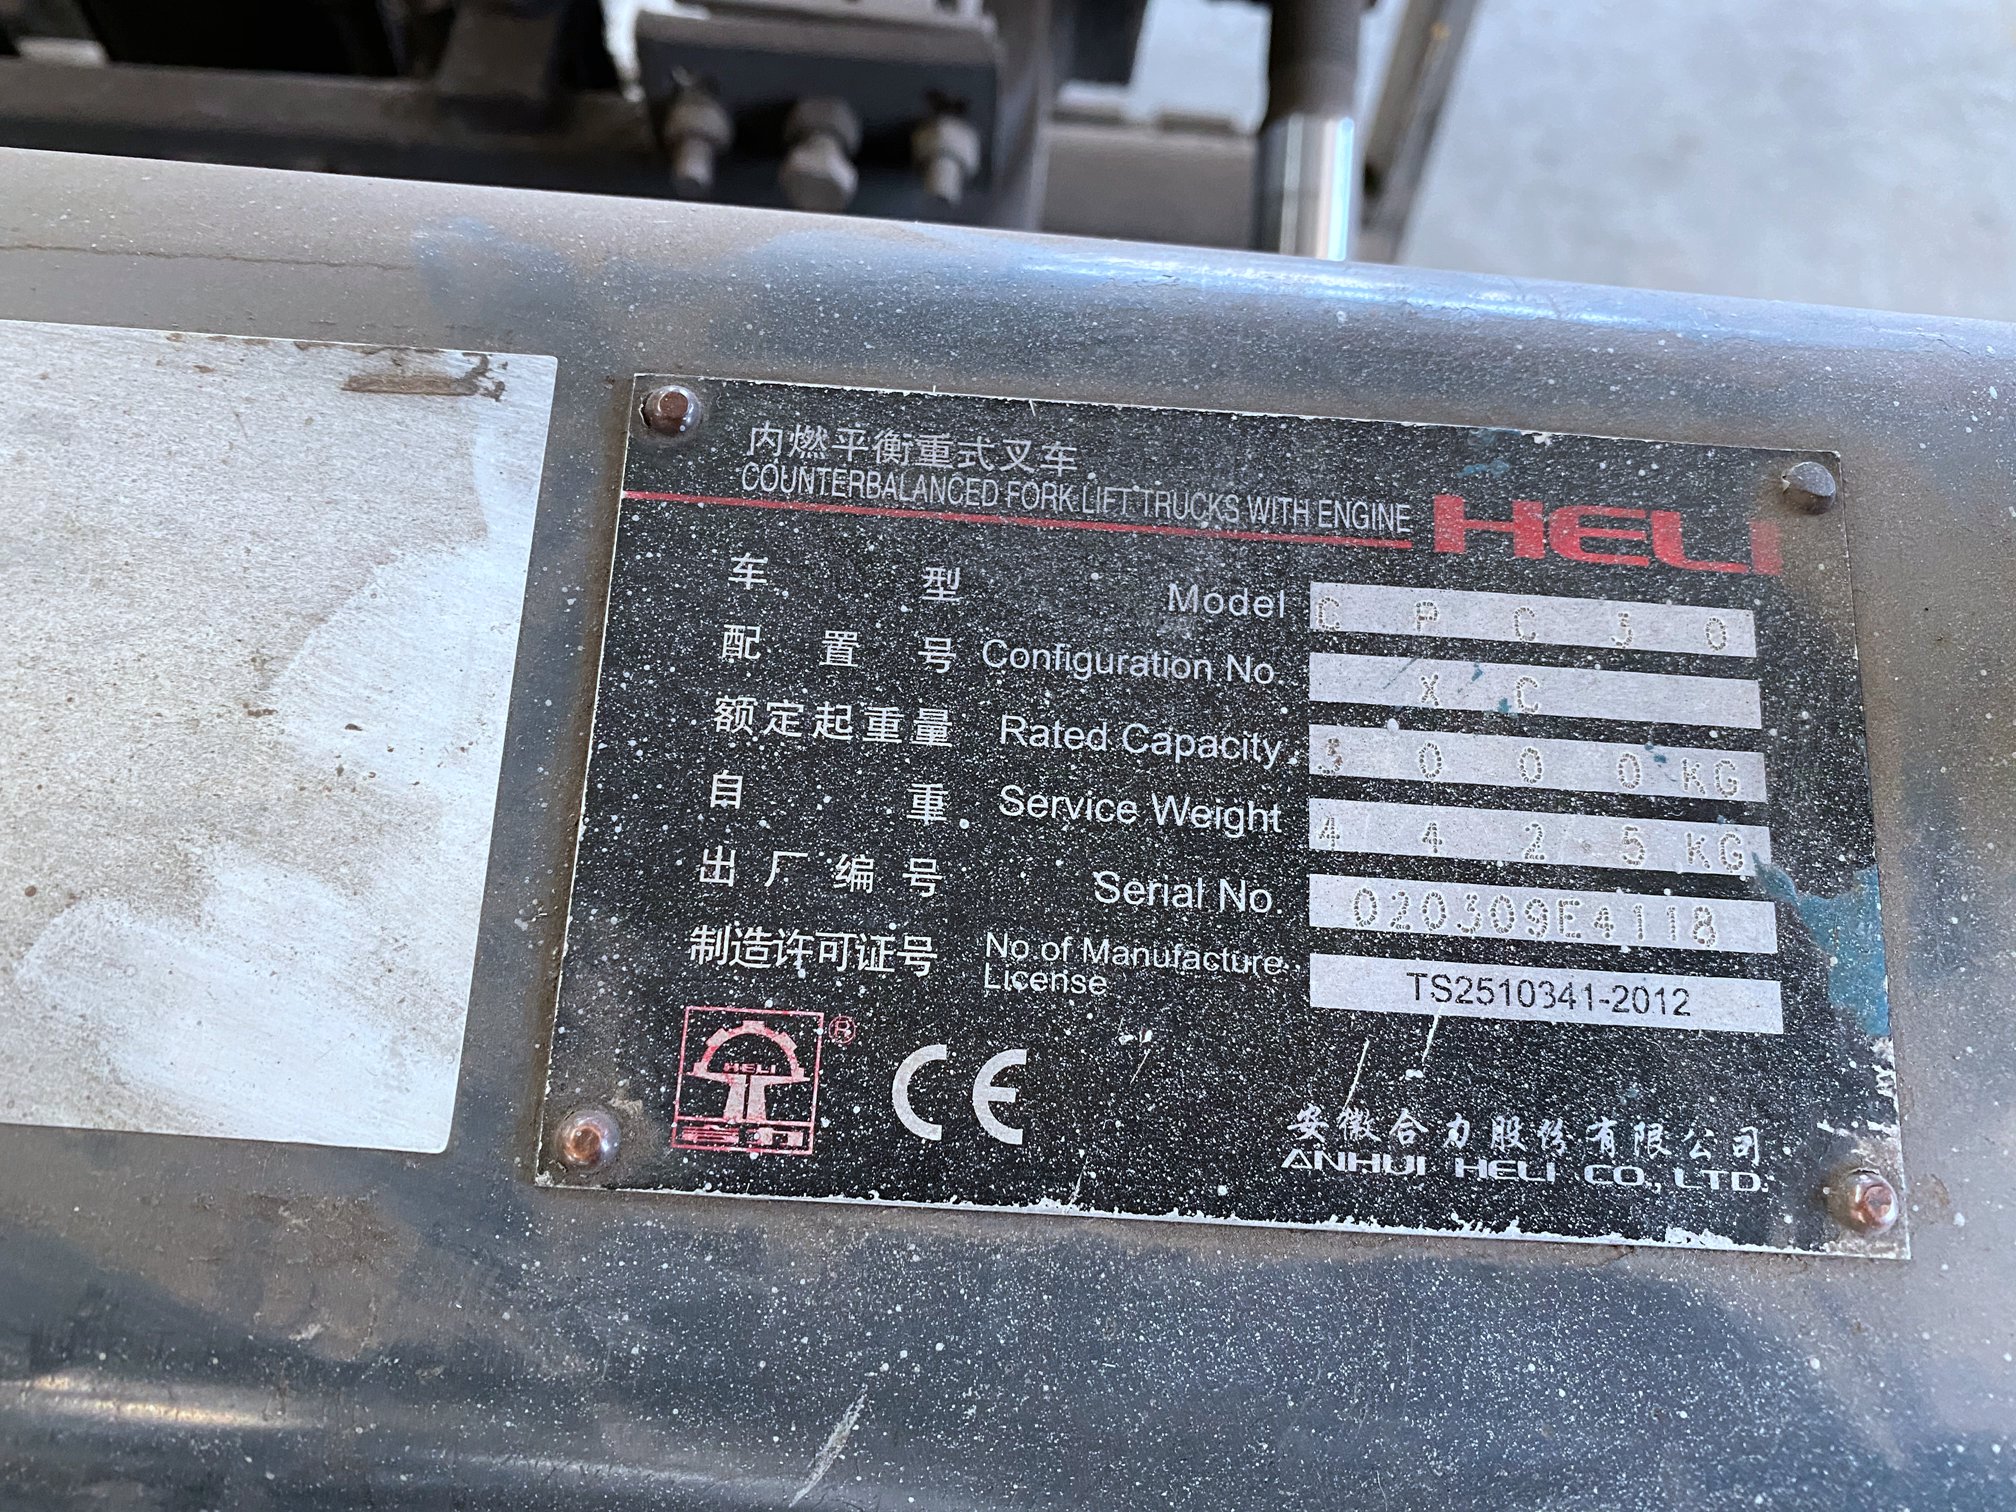 内燃平衡重式叉车
COUNTERBALANCED FORK LIFT TRUCKS WITH ENGINE HELI
车型 Model CPC30
配置号 Configuration No XC
额定起重量 Rated Capacity 3000KG
自重 Service Weight 4425KG
出厂编号 Serial No. 020309E4118
制造许可证号 No of Manufacture License TS2510341-2012
HELI ®
合力
CE
安徽合力股份有限公司
ANHUI HELI CO., LTD.